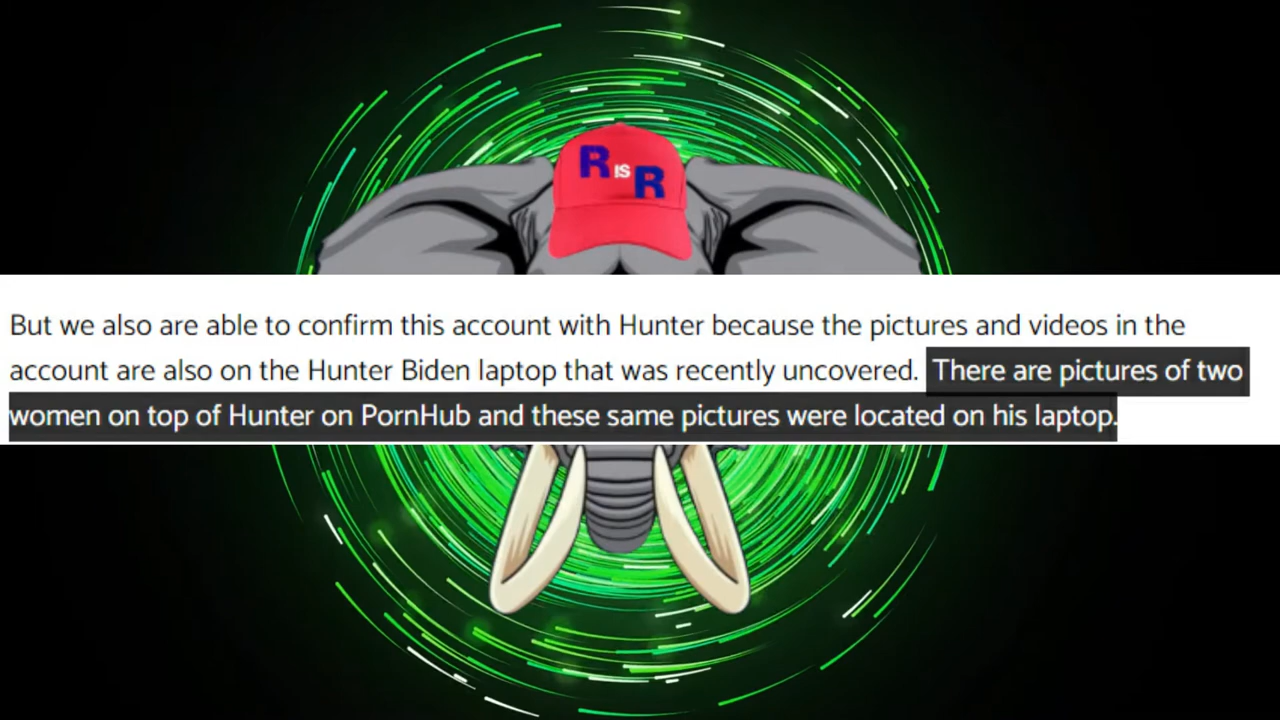 R IS R
But we also are able to confirm this account with Hunter because the pictures and videos in the
account are also on the Hunter Biden laptop that was recently uncovered. There are pictures of two
women on top of Hunter on PornHub and these same pictures were located on his laptop.